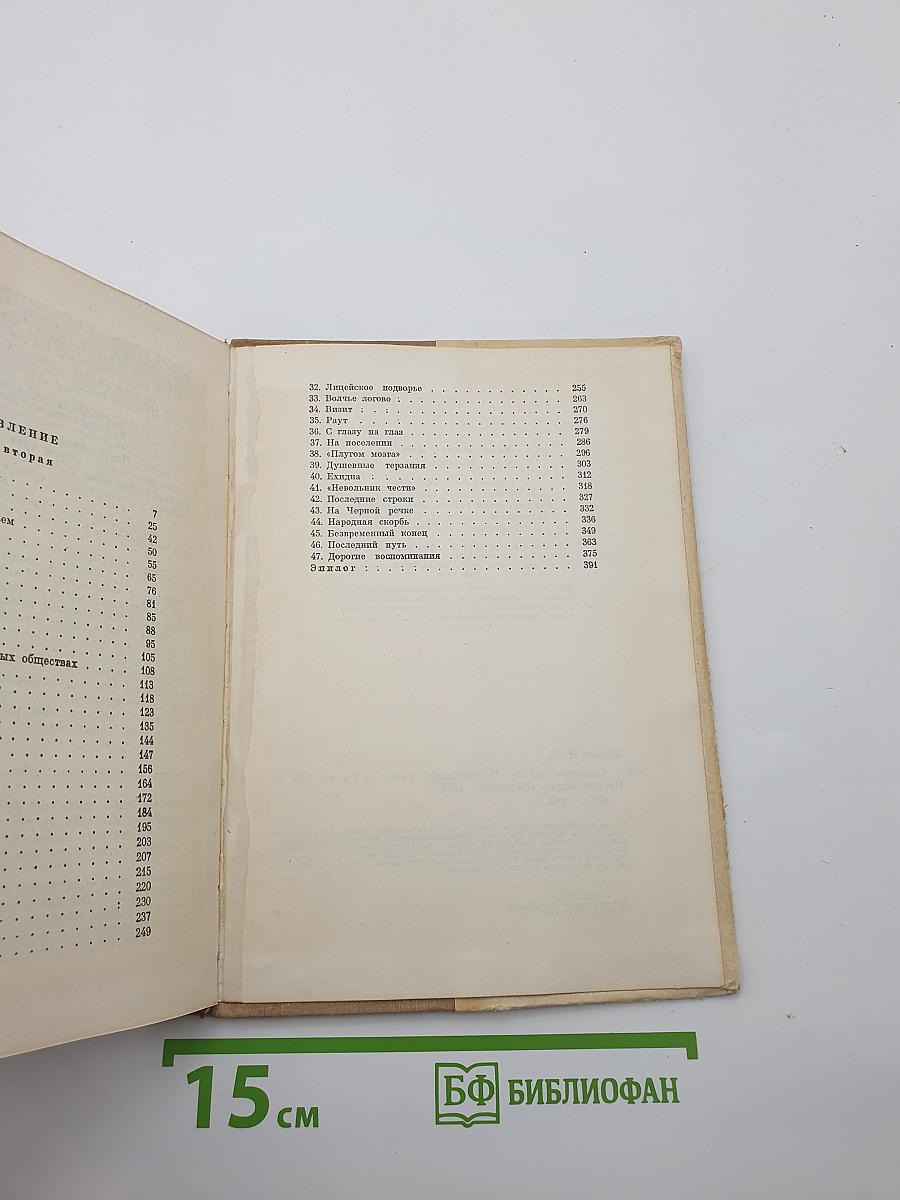 ВЛЕНИЕ
вторая
7
ем 25
42
50
55
65
76
81
85
88
95
ых обществах . . . 105
108
113
118
123
135
144
147
156
164
172
184
195
203
207
215
220
230
237
249
32. Лицейское подворье . . . . . . . . . . . . 255
33. Волчье логово : . . . . . . . . . . . . . . 263
34. Визит : . : . . . . . . . . . . . . . . . . 270
35. Раут . . . . . . . . . . . . . . . . . . . 276
36. С глазу на глаз . . . . . . . . . . . . . . 279
37. На поселении . . . . . . . . . . . . . . . 286
38. «Плугом мозга» . . . : . . . . . . . . . . 296
39. Душевные терзания . . . . . . . . . . . . 303
40. Ехидна : : . . . . . . . . . . . . . . . . 312
41. «Невольник чести» . . . . . . . . . . . . 318
42. Последние строки . . . . . . . . . . . . . 327
43. На Черной речке . . . . . . . . . . . . . 332
44. Народная скорбь . . . . . . . . . . . . . 336
45. Безвременный конец . . . . . . . . . . . . 349
46. Последний путь . . . . . . . . . . . . . . 363
47. Дорогие воспоминания . . . . . . . . . . . 375
Эпилог : : . . . . . . . . . . . . . . . . . 391
15 см
БФ БИБЛИОФАН